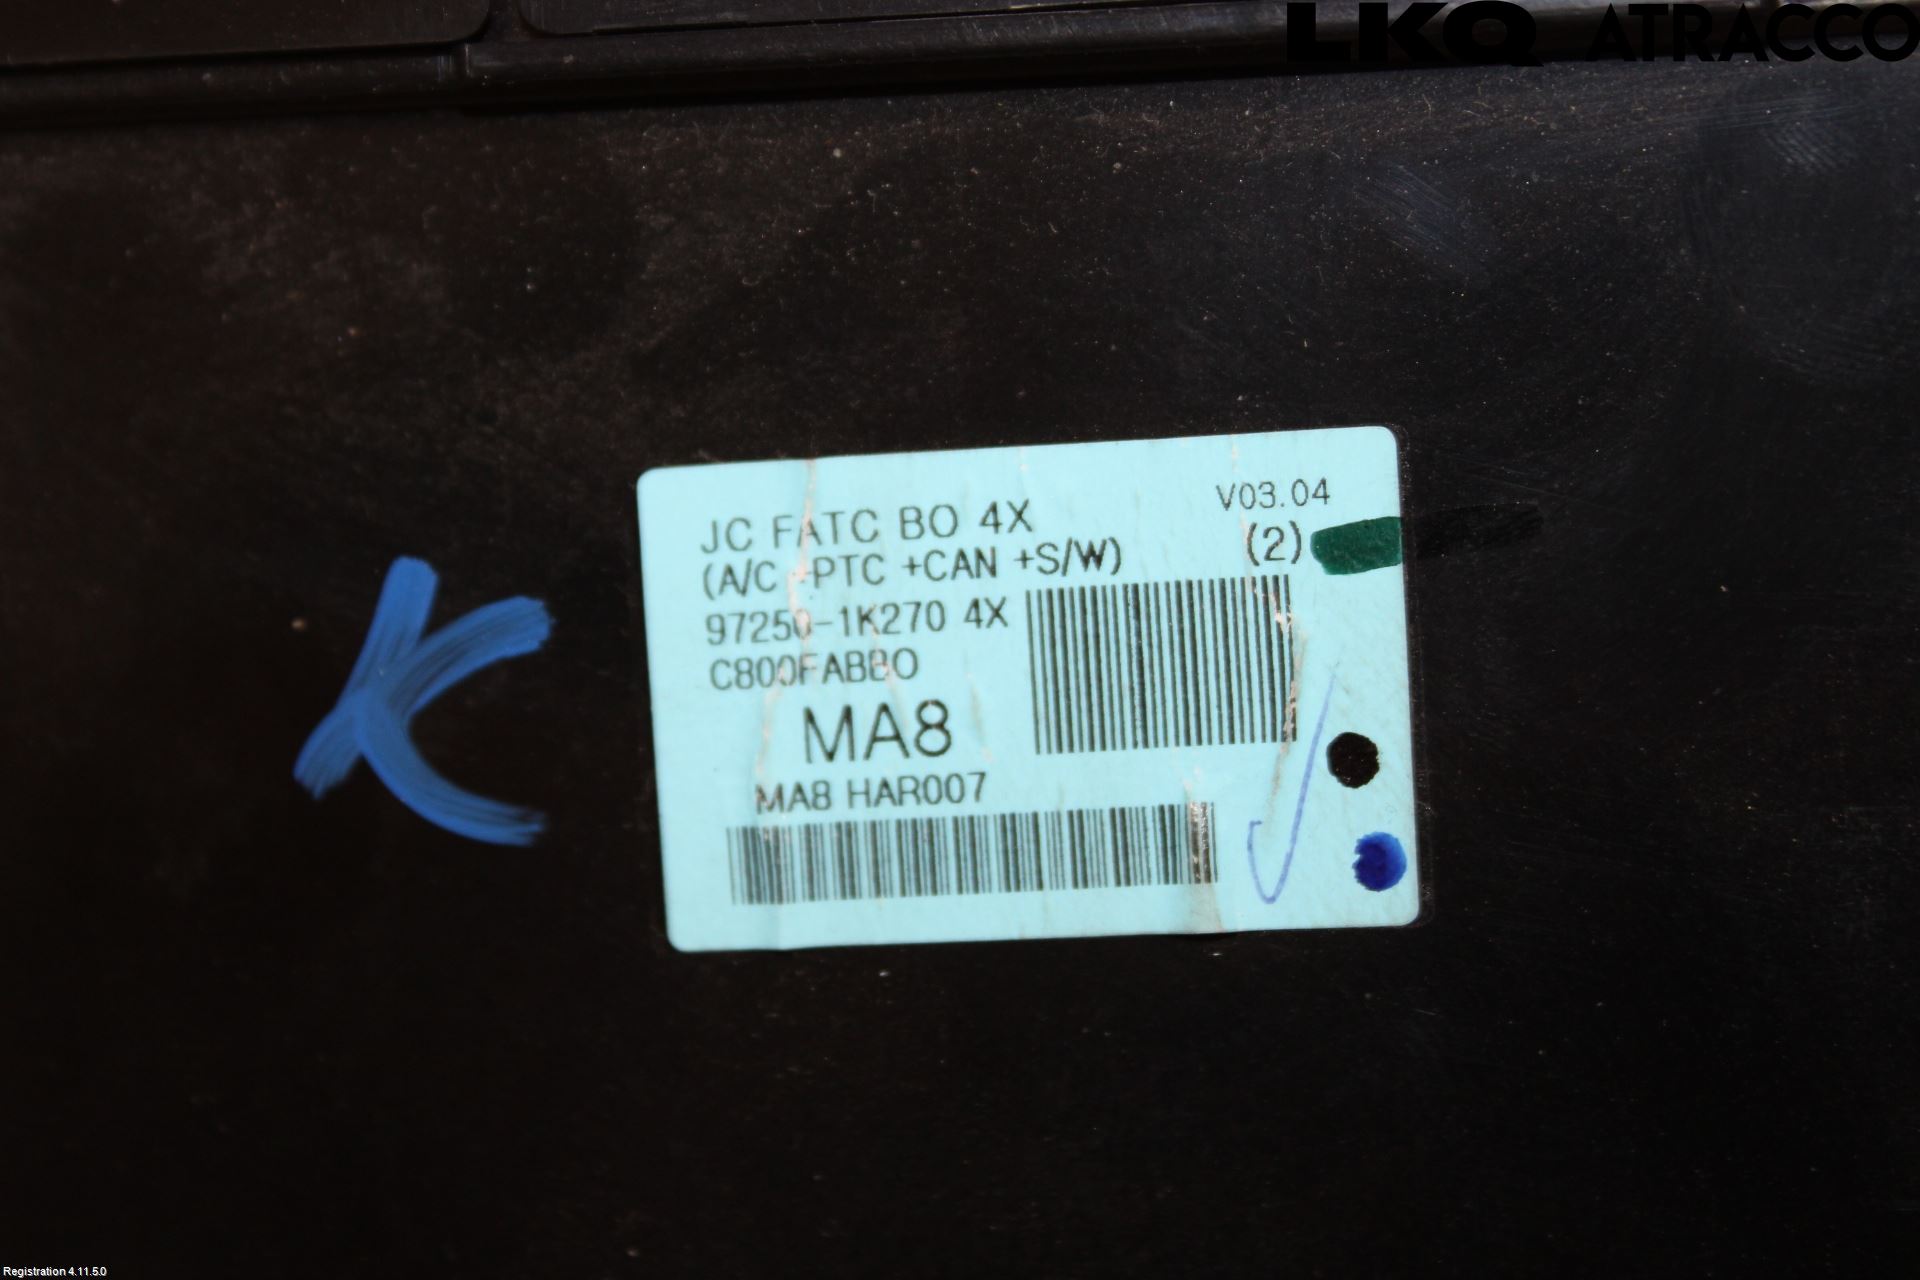 LKQ ATRACCO
JC FATC BO 4X V03.04
(A/C +PTC +CAN +S/W) (2)
97250-1K270 4X
C800FABBO
MA8
MA8 HAR007
K
Registration 4.11.5.0